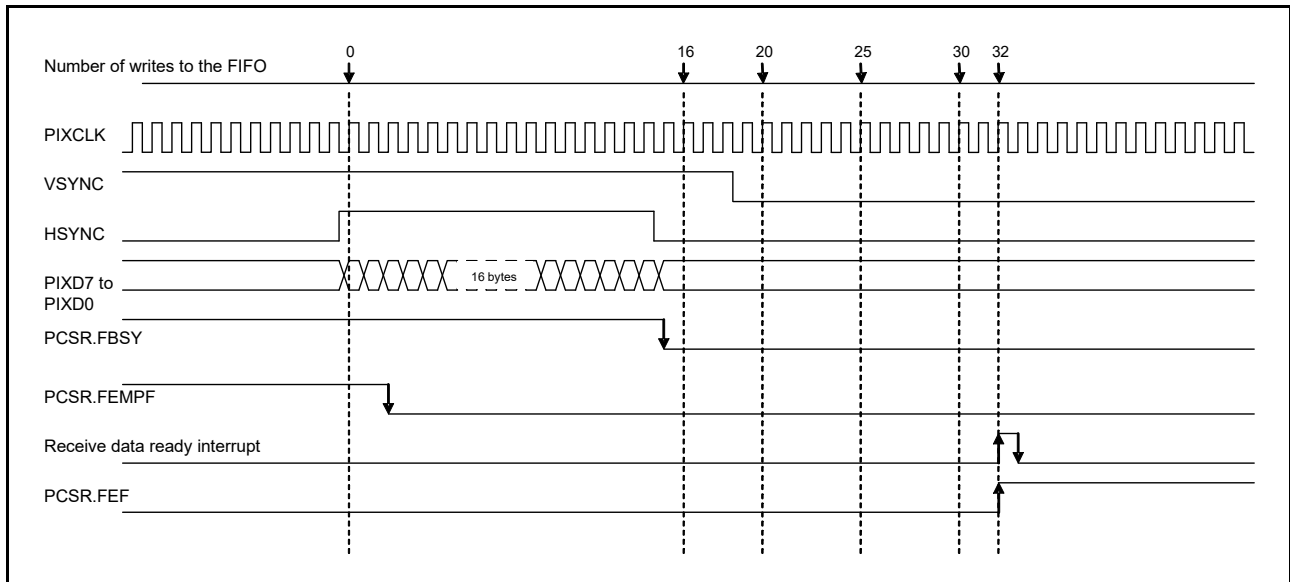 0 16 20 25 30 32
Number of writes to the FIFO
PIXCLK
VSYNC
HSYNC
16 bytes
PIXD7 to
PIXD0
PCSR.FBSY
PCSR.FEMPF
Receive data ready interrupt
PCSR.FEF